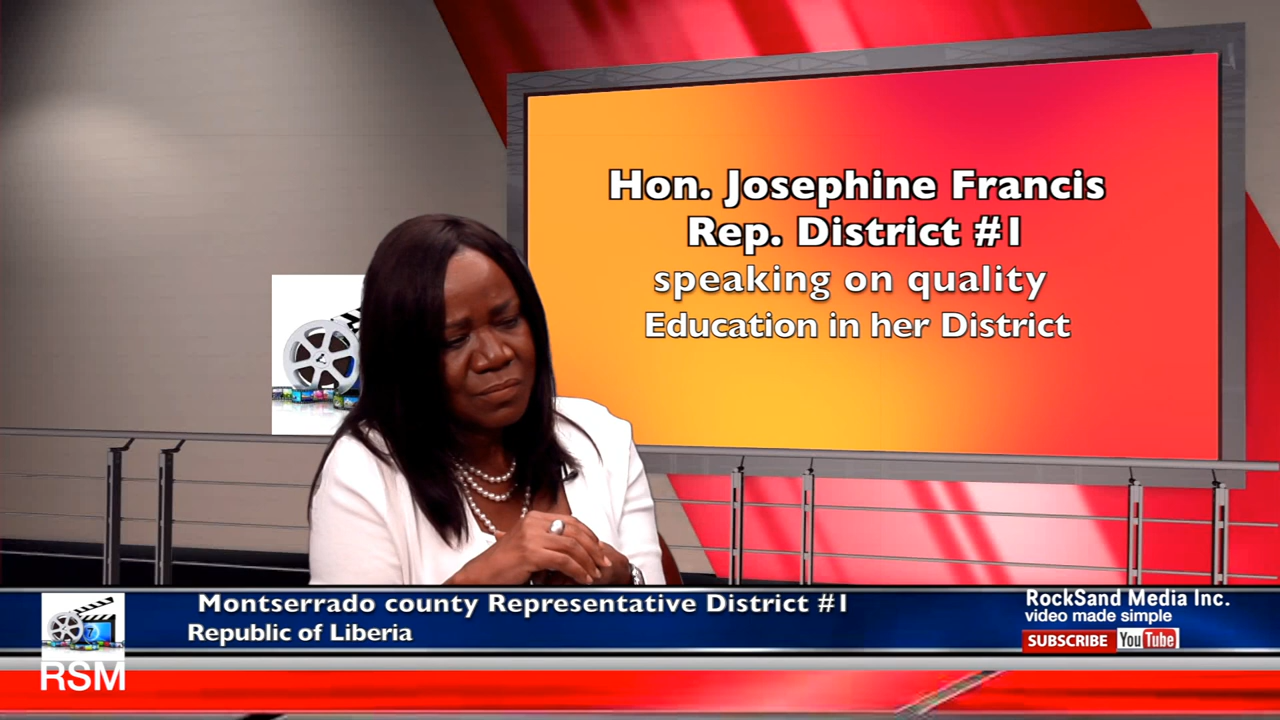 Hon. Josephine Francis
Rep. District #1
speaking on quality
Education in her District
Montserrado county Representative District #1
Republic of Liberia
RockSand Media Inc.
video made simple
SUBSCRIBE YouTube
7
RSM